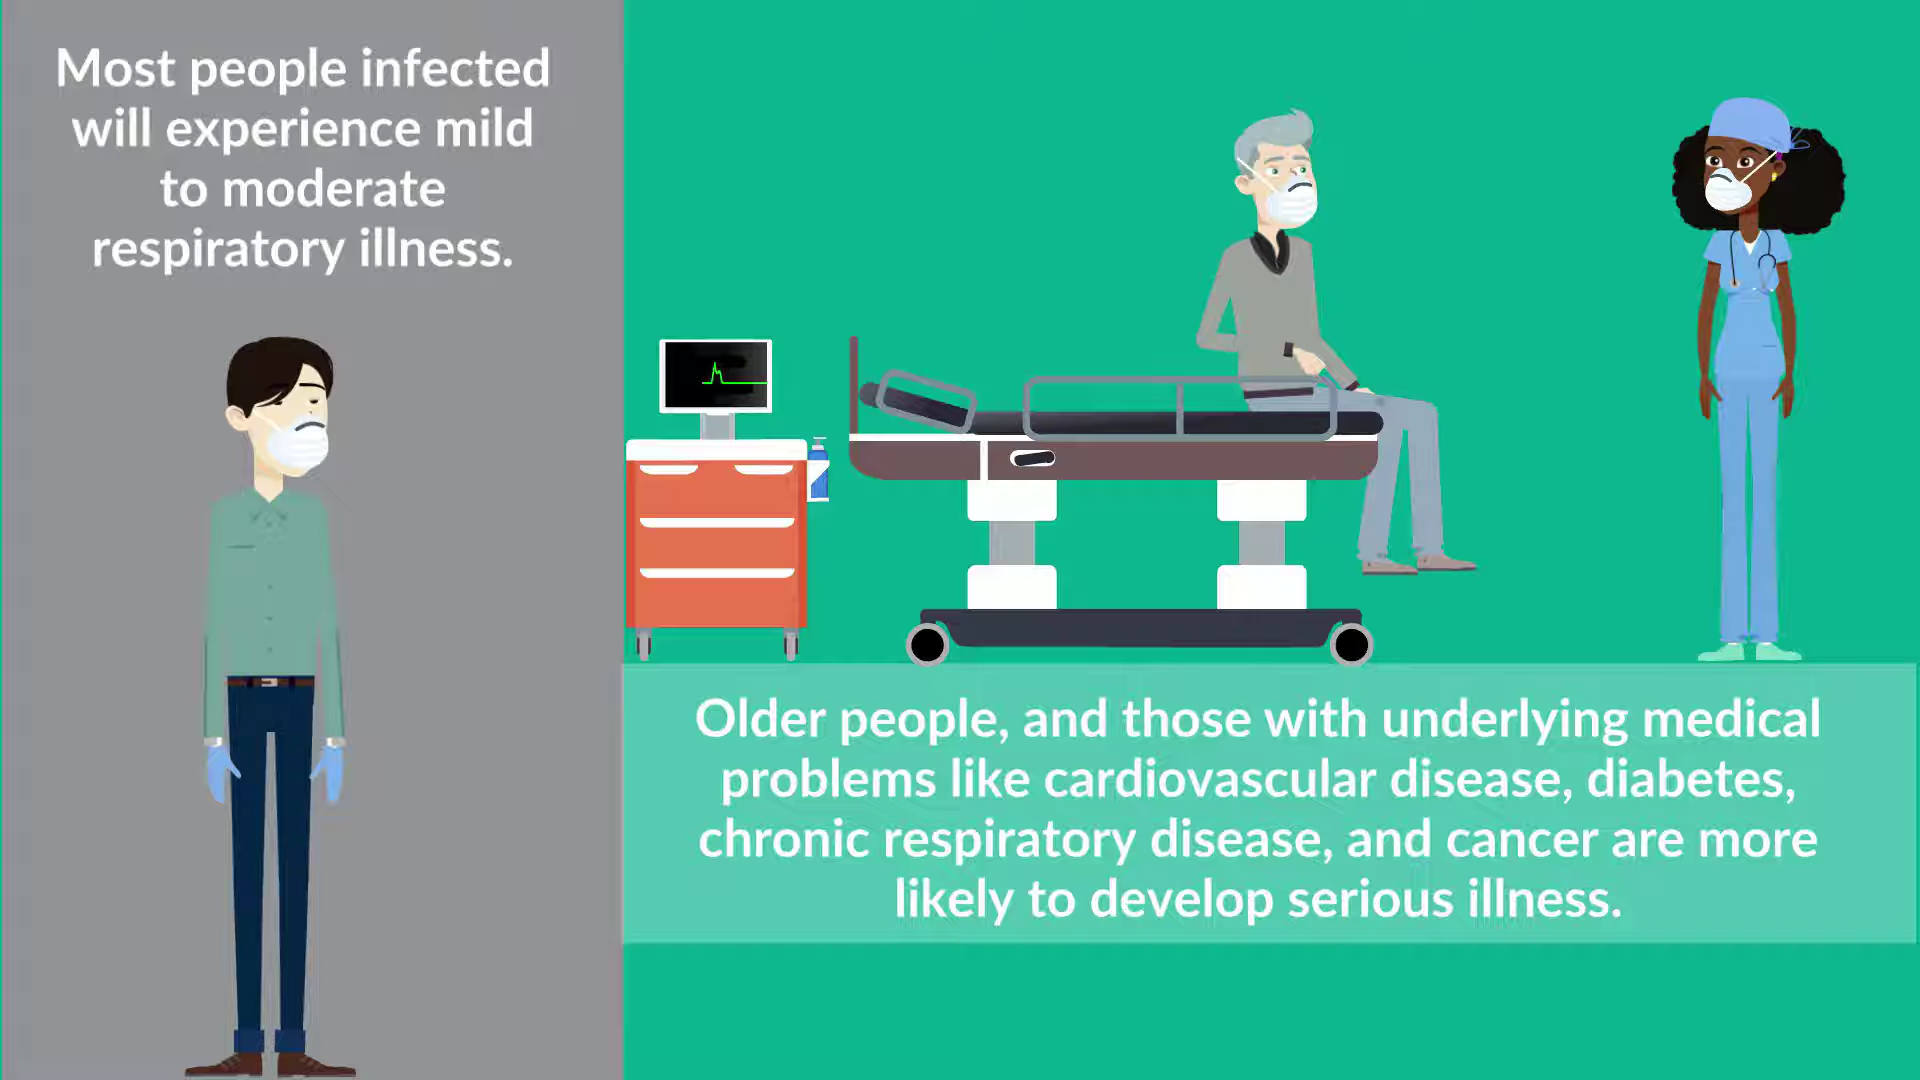 Most people infected
will experience mild
to moderate
respiratory illness.
Older people, and those with underlying medical
problems like cardiovascular disease, diabetes,
chronic respiratory disease, and cancer are more
likely to develop serious illness.